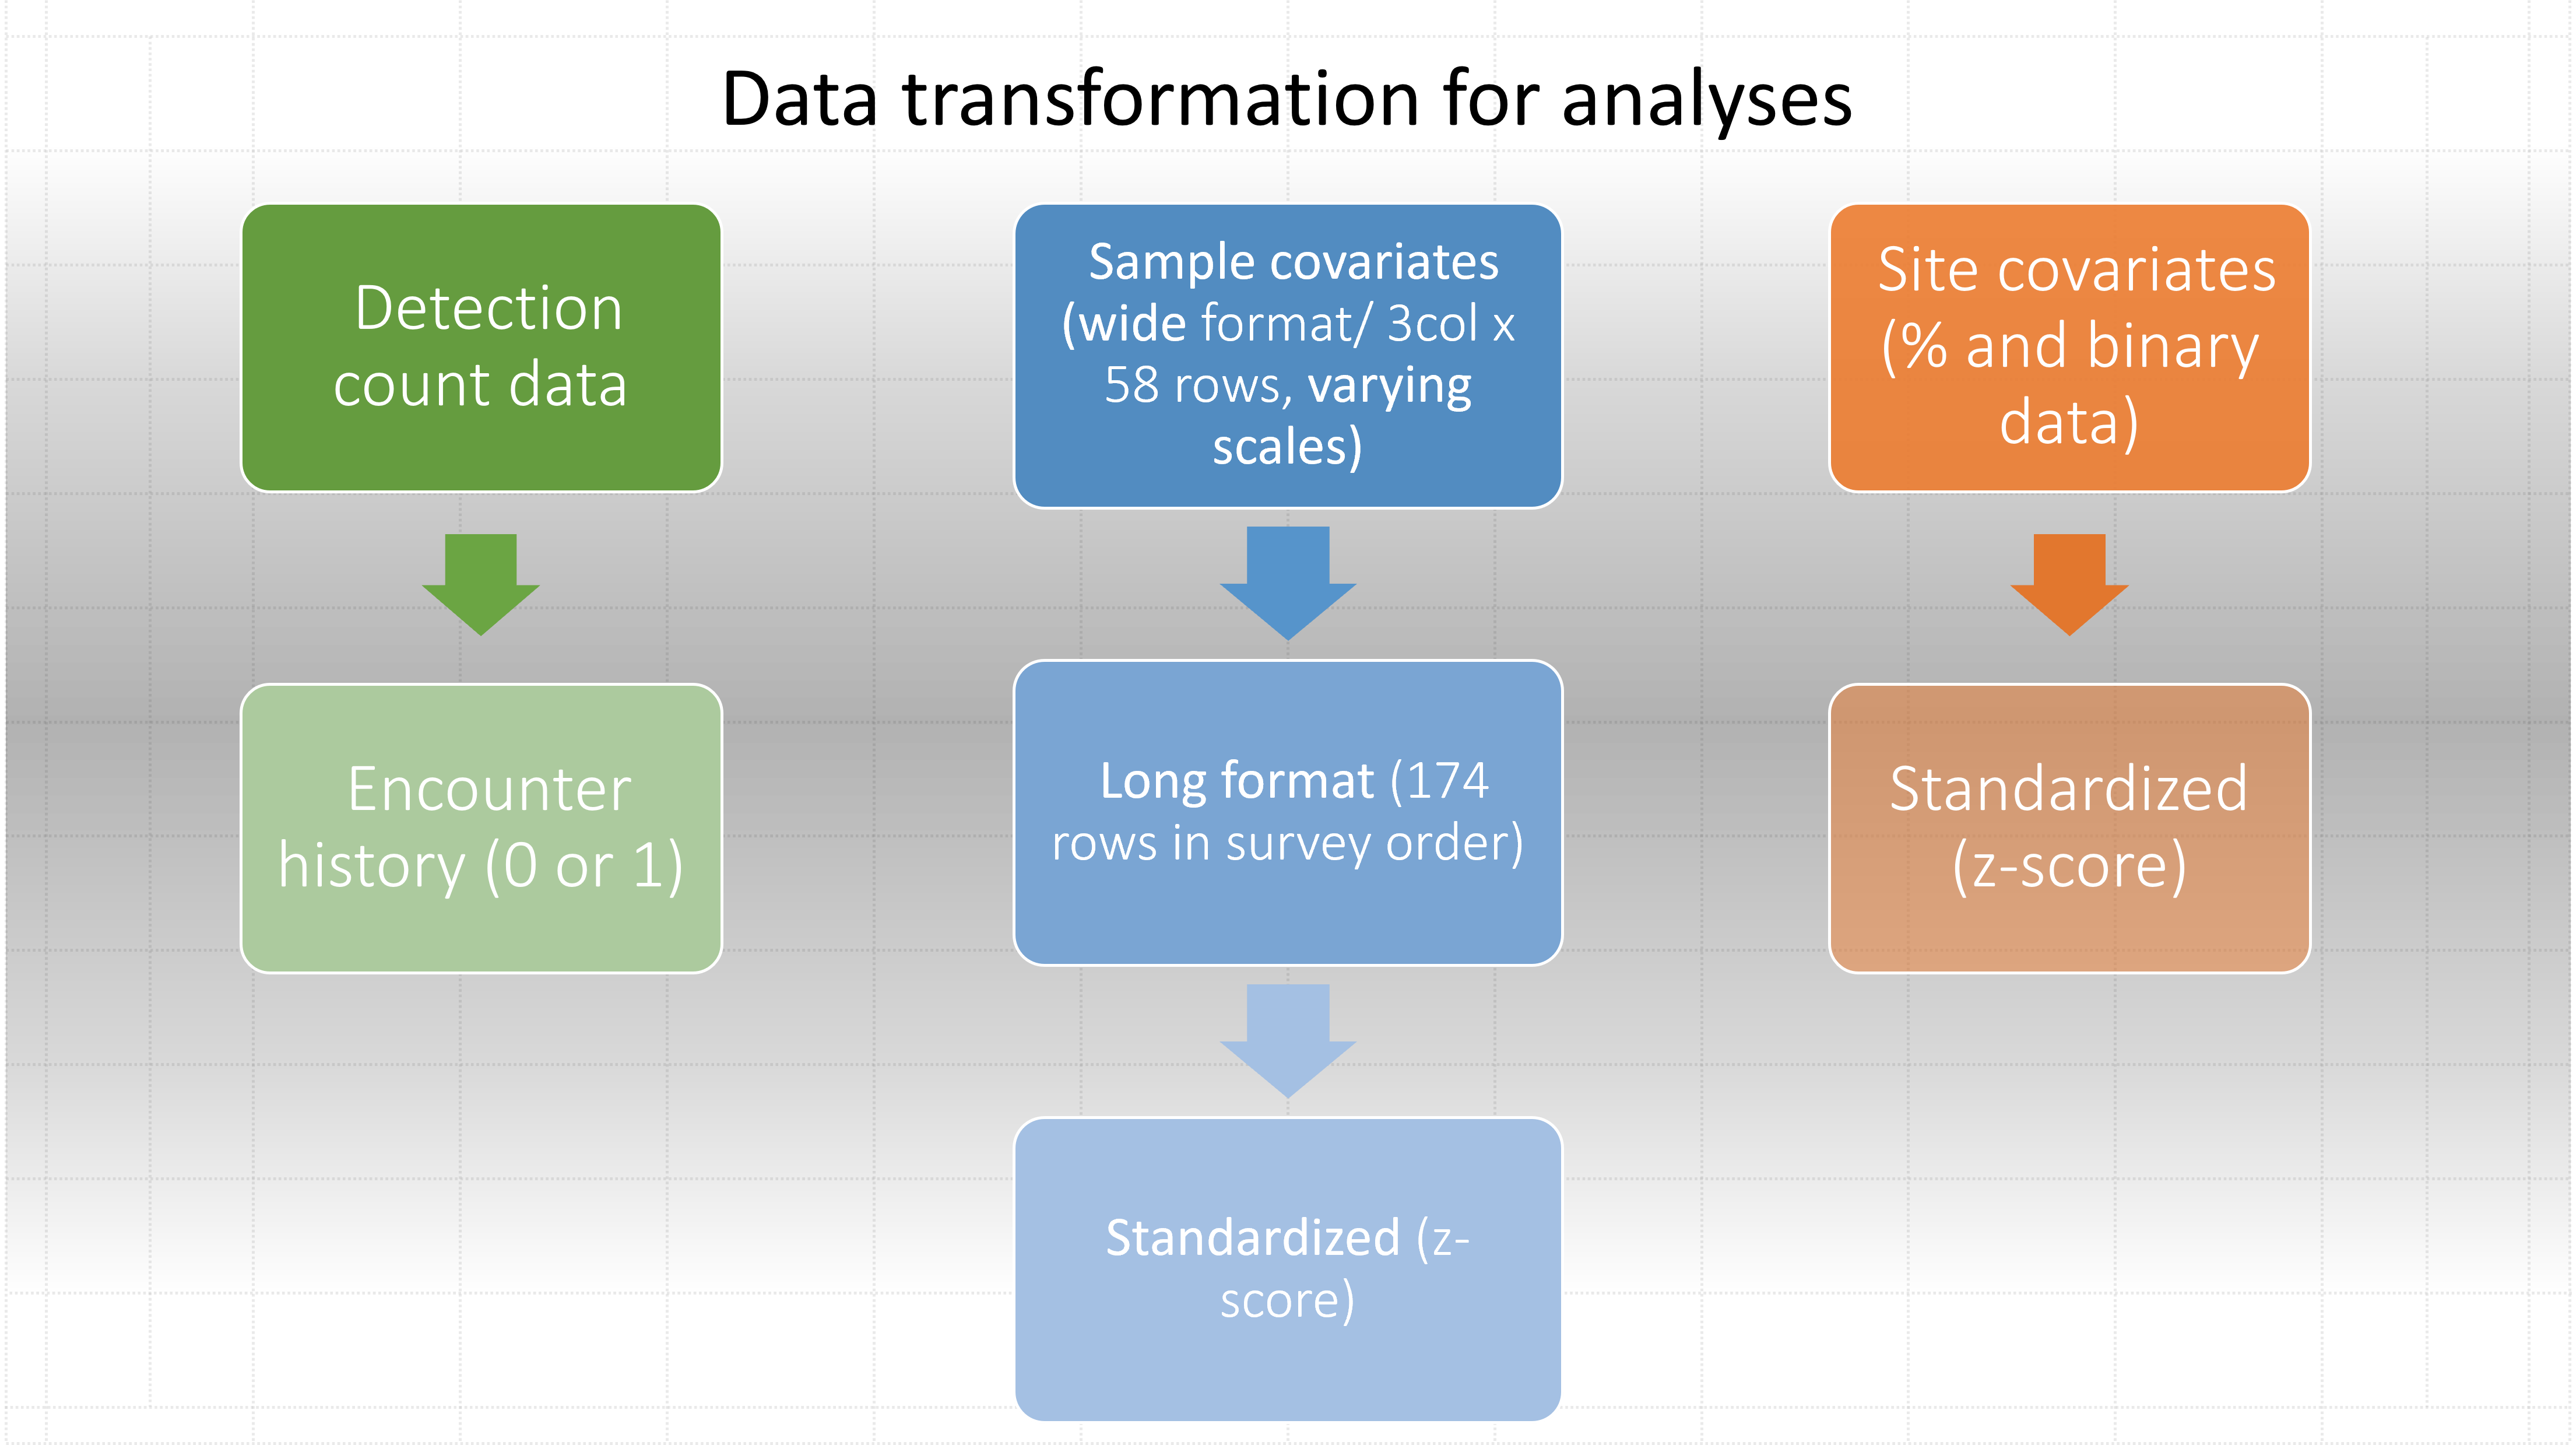 Data transformation for analyses
Detection
count data
Sample covariates
(wide format/ 3col x
58 rows, varying
scales)
Site covariates
(% and binary
data)
Encounter
history (0 or 1)
Long format (174
rows in survey order)
Standardized
(z-score)
Standardized (z-
score)